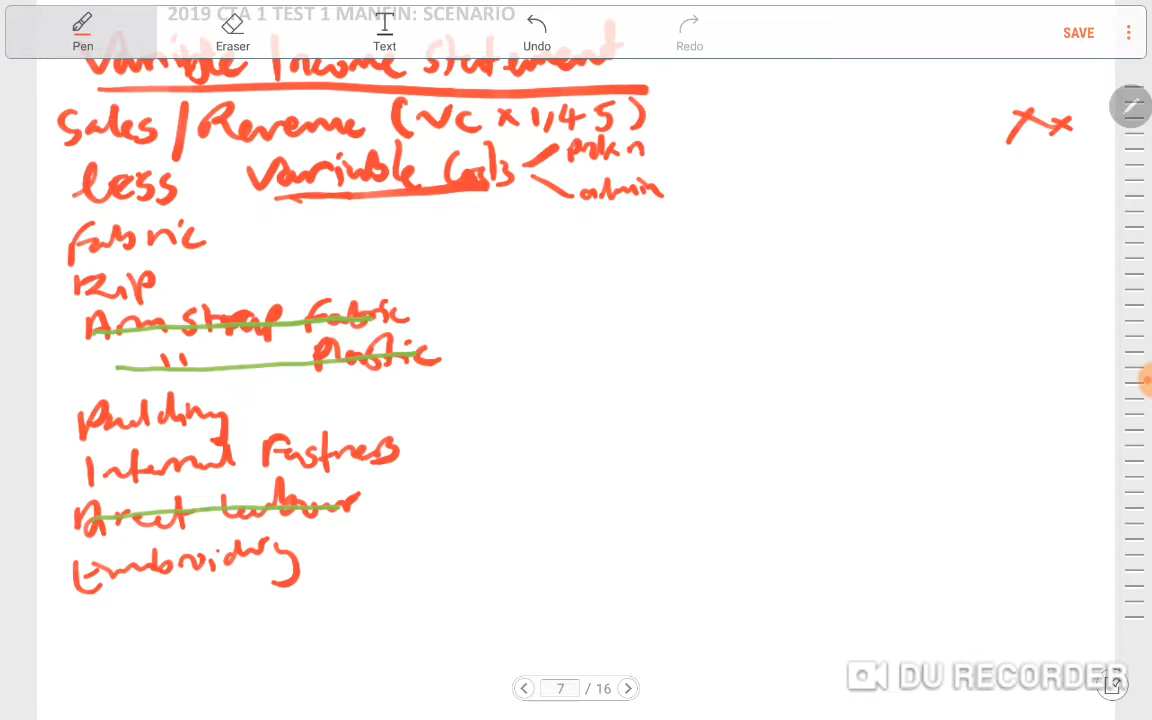 2019 CTA 1 TEST 1 MANFIN: SCENARIO
Pen Eraser Text Undo Redo SAVE
Variable Income Statement
Sales / Revenue (VC x 1,45) xx
less Variable Costs prdn
admin
Fabric
Zip
Arm strap Fabric
" Plastic
Padding
Internal Fastners
Direct Labour
Embroidery
7 / 16
DU RECORDER